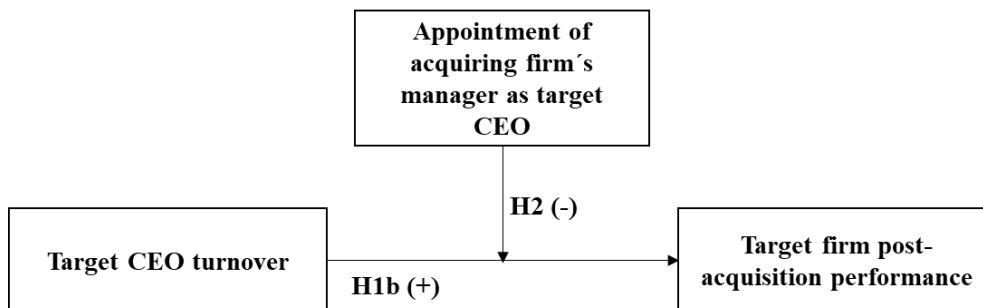 Appointment of
acquiring firm´s
manager as target
CEO
H2 (-)
Target CEO turnover
H1b (+)
Target firm post-
acquisition performance